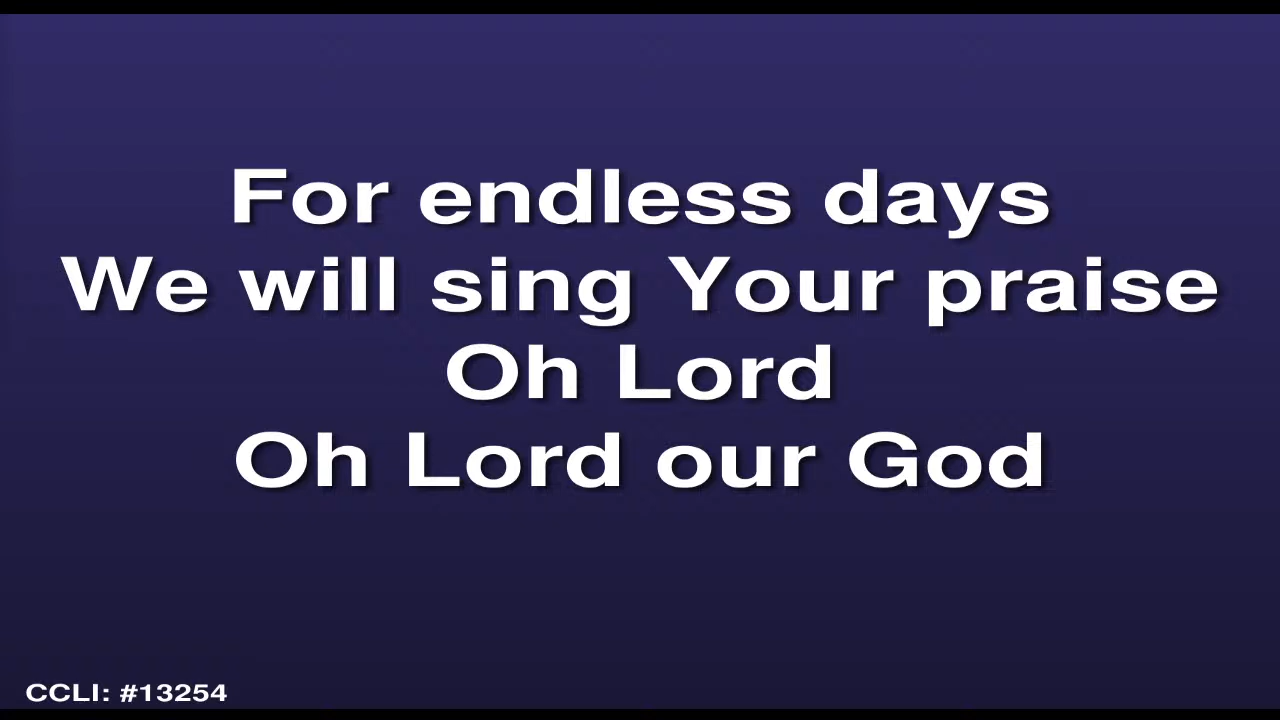 For endless days
We will sing Your praise
Oh Lord
Oh Lord our God
CCLI: #13254